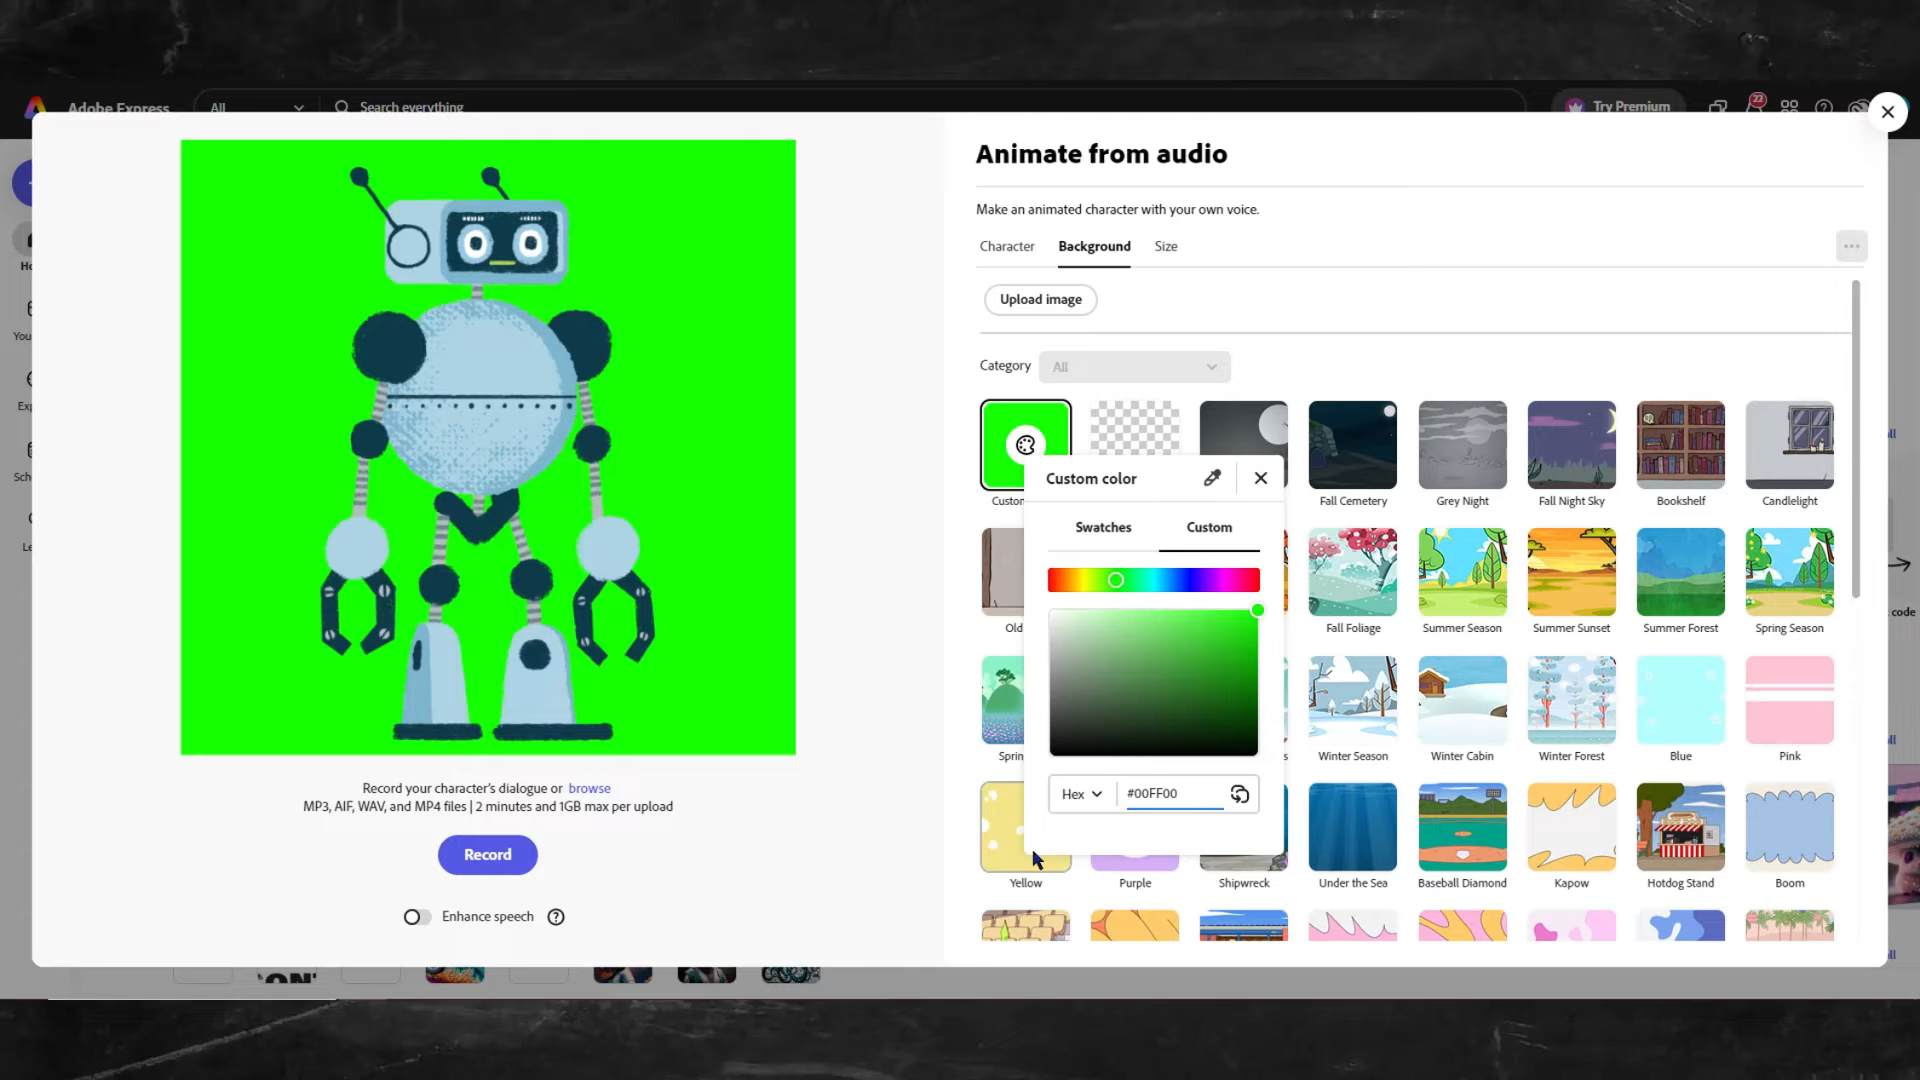 Adobe Express
All
Search everything
Try Premium
22
Animate from audio
Make an animated character with your own voice.
Character
Background
Size
Upload image
Category
All
Fall Cemetery
Grey Night
Fall Night Sky
Bookshelf
Candlelight
Custom color
Swatches
Custom
Old
Fall Foliage
Summer Season
Summer Sunset
Summer Forest
Spring Season
code
Winter Season
Winter Cabin
Winter Forest
Blue
Pink
Hex
#00FF00
Yellow
Purple
Shipwreck
Under the Sea
Baseball Diamond
Kapow
Hotdog Stand
Boom
Record your character's dialogue or browse
MP3, AIF, WAV, and MP4 files | 2 minutes and 1GB max per upload
Record
Enhance speech